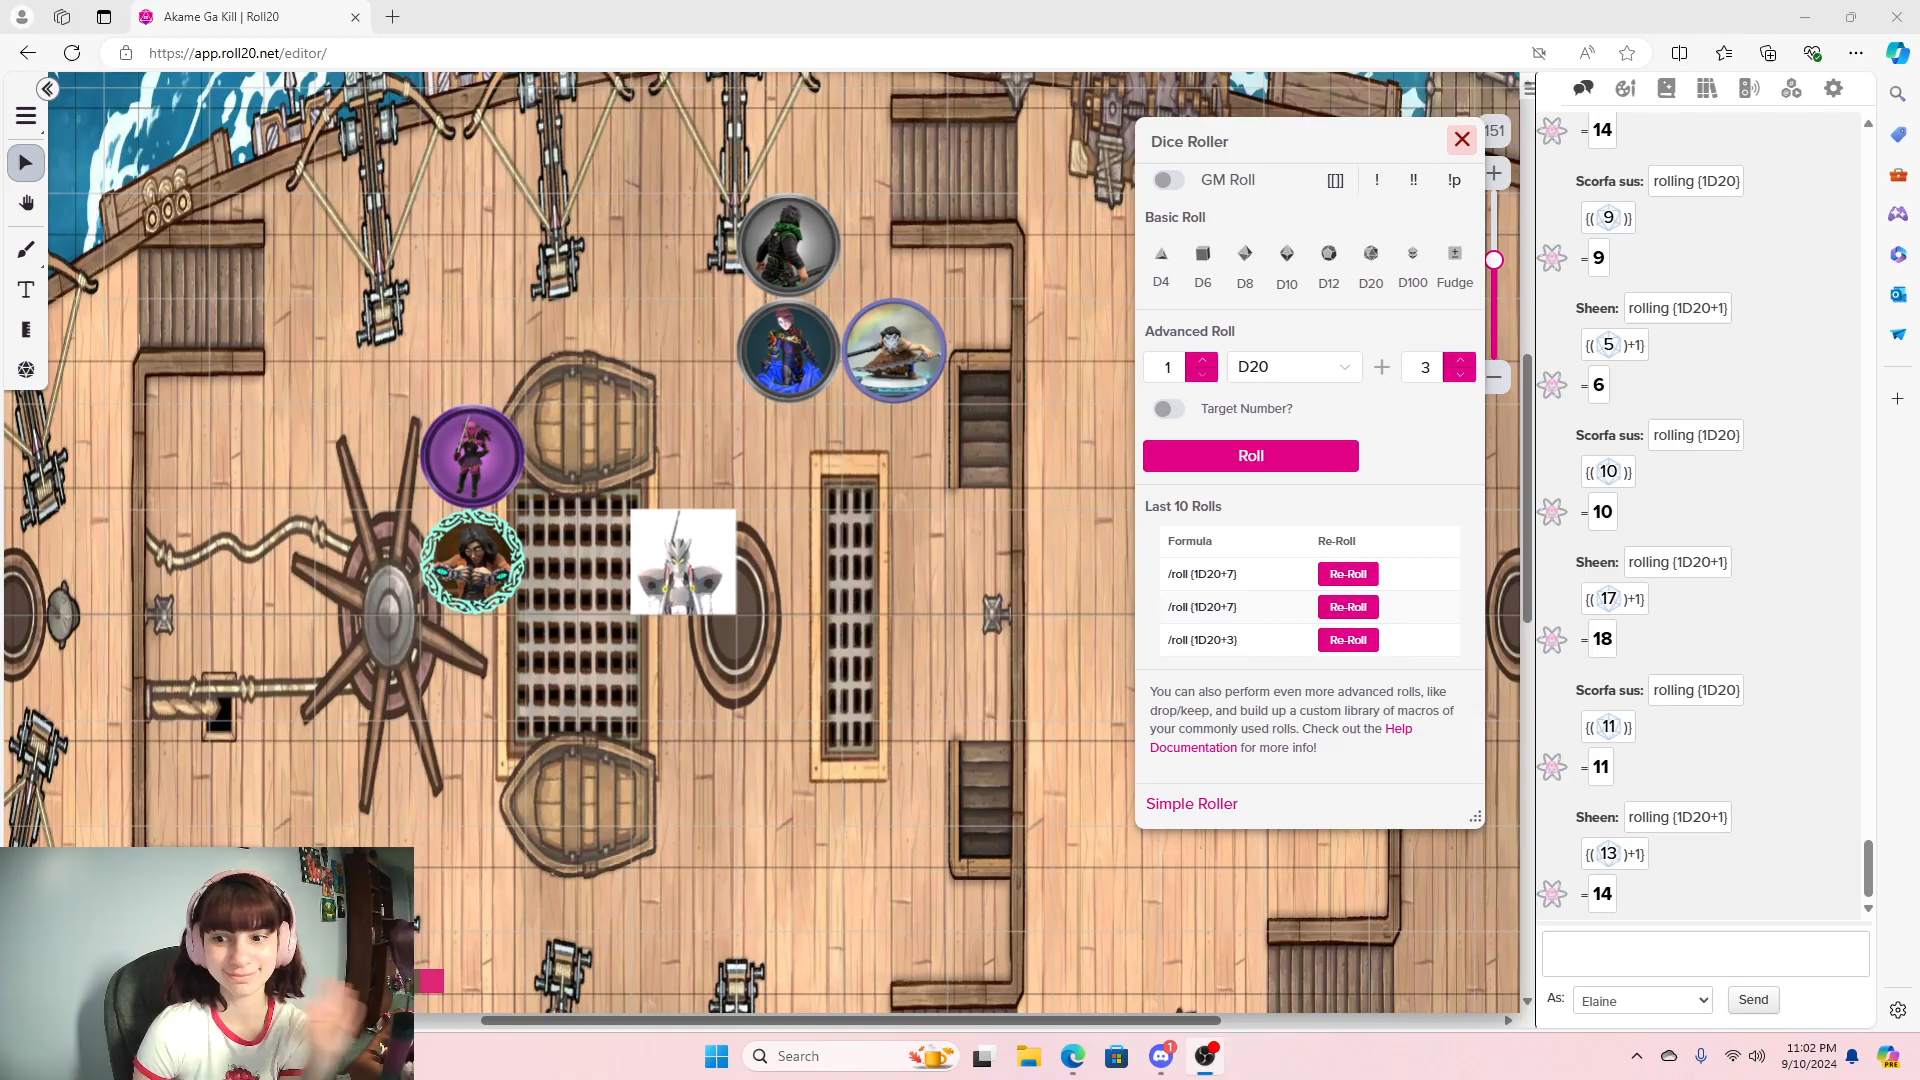 Akame Ga Kill | Roll20
https://app.roll20.net/editor/
Dice Roller
151
GM Roll
[[]]
!
!!
!p
Basic Roll
D4
D6
D8
D10
D12
D20
D100
Fudge
Advanced Roll
1
D20
3
Target Number?
Roll
Last 10 Rolls
Formula
Re-Roll
/roll {1D20+7}
Re-Roll
/roll {1D20+7}
Re-Roll
/roll {1D20+3}
Re-Roll
You can also perform even more advanced rolls, like
drop/keep, and build up a custom library of macros of
your commonly used rolls. Check out the Help
Documentation for more info!
Simple Roller
=14
Scorfa sus: rolling {1D20}
{(9)}
=9
Sheen: rolling {1D20+1}
{(5)+1}
=6
Scorfa sus: rolling {1D20}
{(10)}
=10
Sheen: rolling {1D20+1}
{(17)+1}
=18
Scorfa sus: rolling {1D20}
{(11)}
=11
Sheen: rolling {1D20+1}
{(13)+1}
=14
As:
Elaine
Send
Search
1
11:02 PM
9/10/2024
PRE